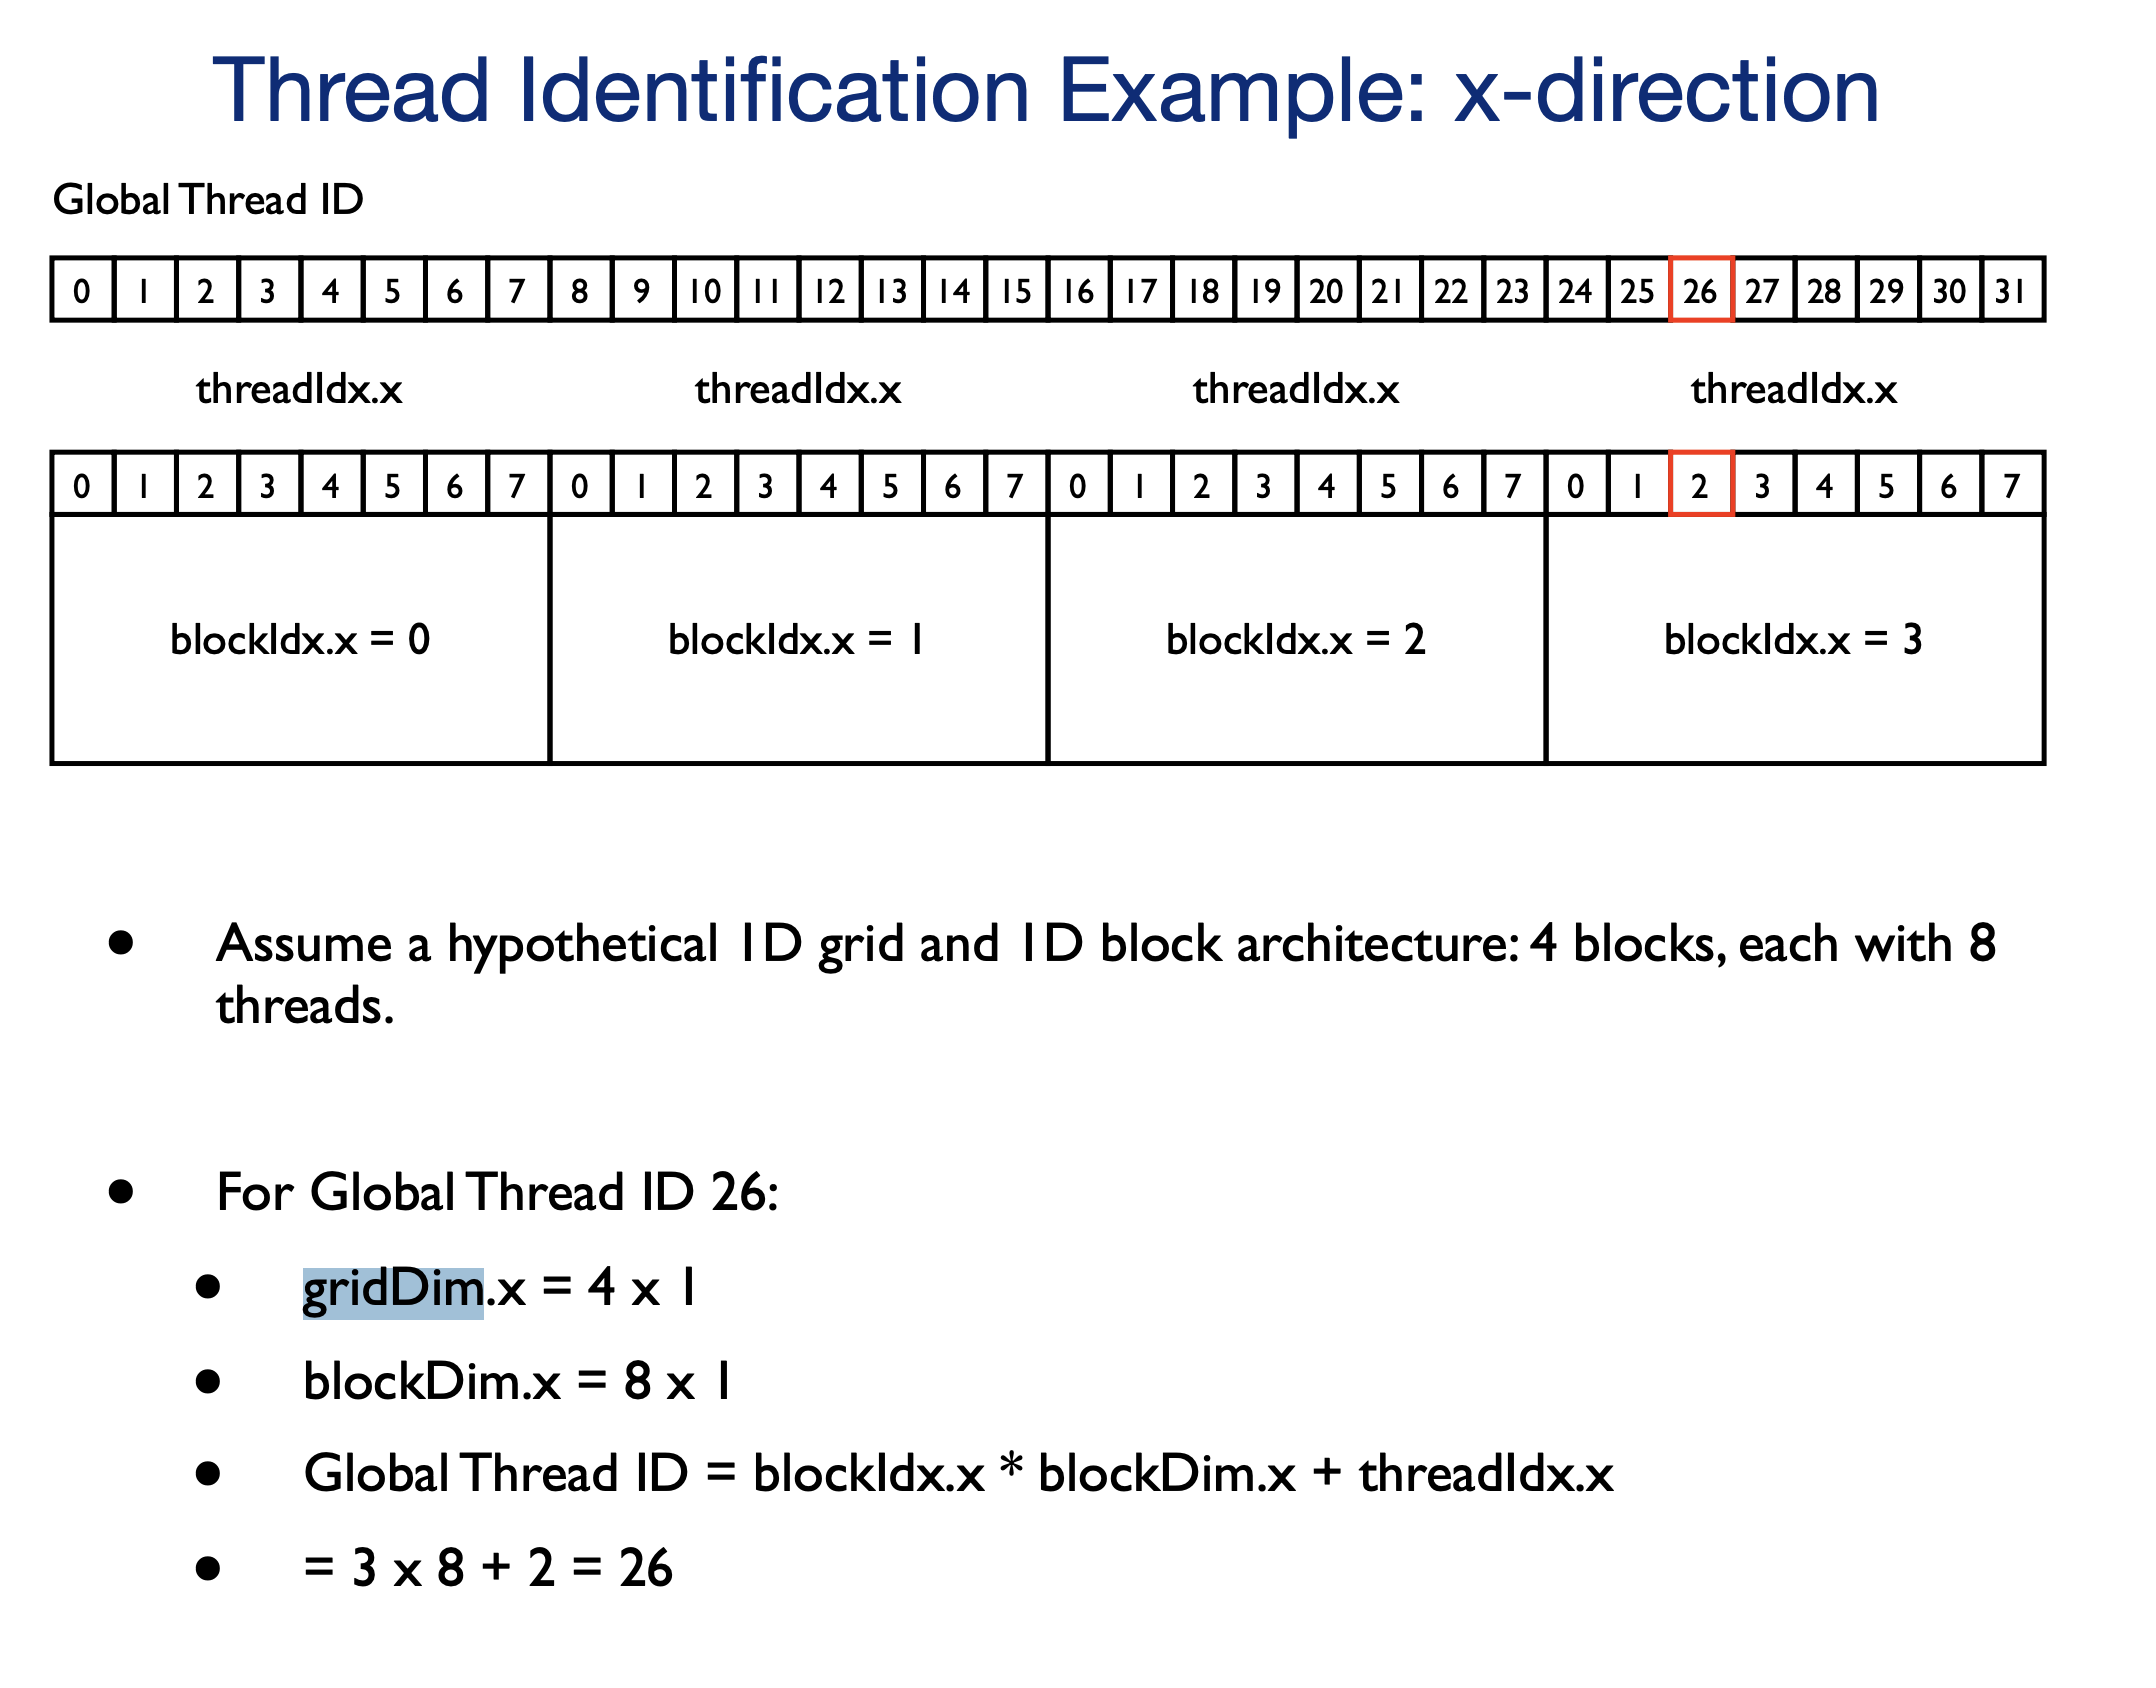 Thread Identification Example: x-direction
Global Thread ID
0 1 2 3 4 5 6 7 8 9 10 11 12 13 14 15 16 17 18 19 20 21 22 23 24 25 26 27 28 29 30 31
threadIdx.x threadIdx.x threadIdx.x threadIdx.x
0 1 2 3 4 5 6 7 0 1 2 3 4 5 6 7 0 1 2 3 4 5 6 7 0 1 2 3 4 5 6 7
blockIdx.x = 0 blockIdx.x = 1 blockIdx.x = 2 blockIdx.x = 3
• Assume a hypothetical 1D grid and 1D block architecture: 4 blocks, each with 8
threads.
• For Global Thread ID 26:
• gridDim.x = 4 x 1
• blockDim.x = 8 x 1
• Global Thread ID = blockIdx.x * blockDim.x + threadIdx.x
• = 3 x 8 + 2 = 26